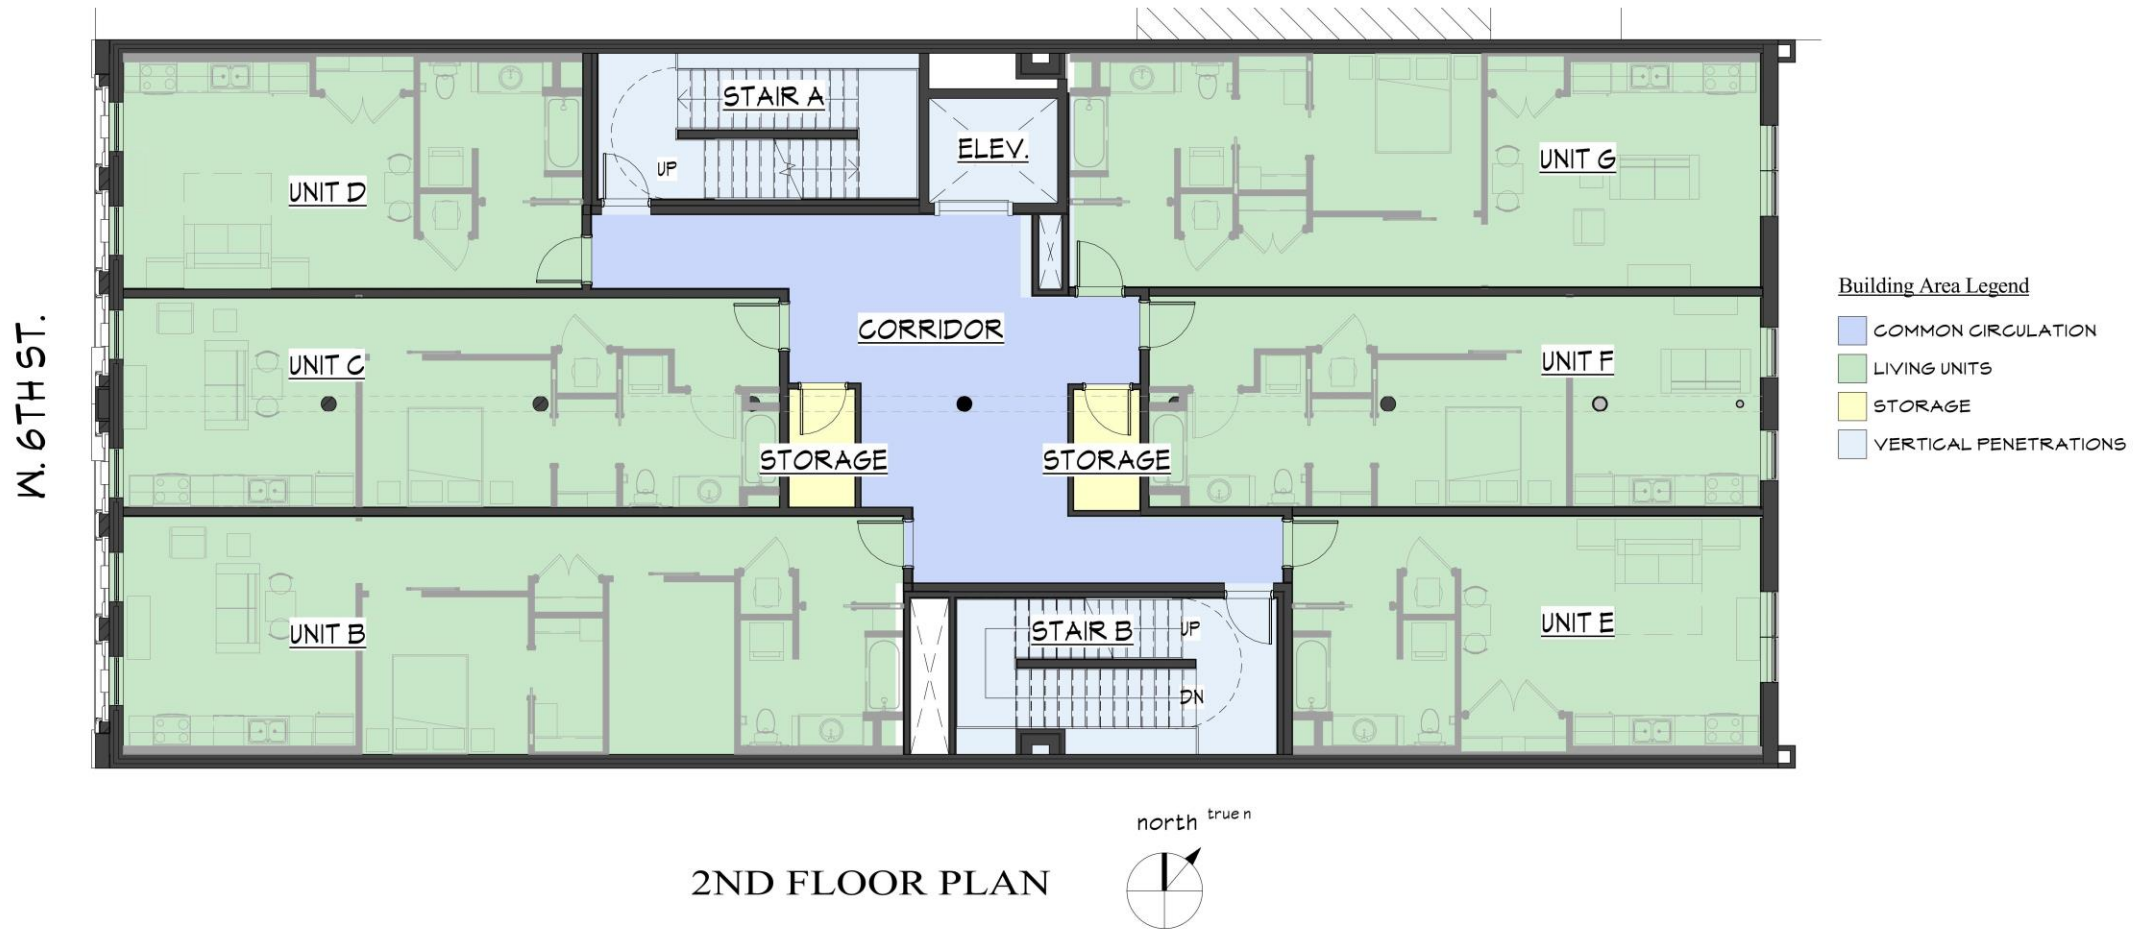 STAIR A
ELEV.
UP
UNIT D
UNIT G
Building Area Legend
COMMON CIRCULATION
LIVING UNITS
STORAGE
VERTICAL PENETRATIONS
W. 6TH ST.
CORRIDOR
UNIT C
UNIT F
STORAGE
STORAGE
UNIT B
STAIR B
UP
DN
UNIT E
north
true n
2ND FLOOR PLAN